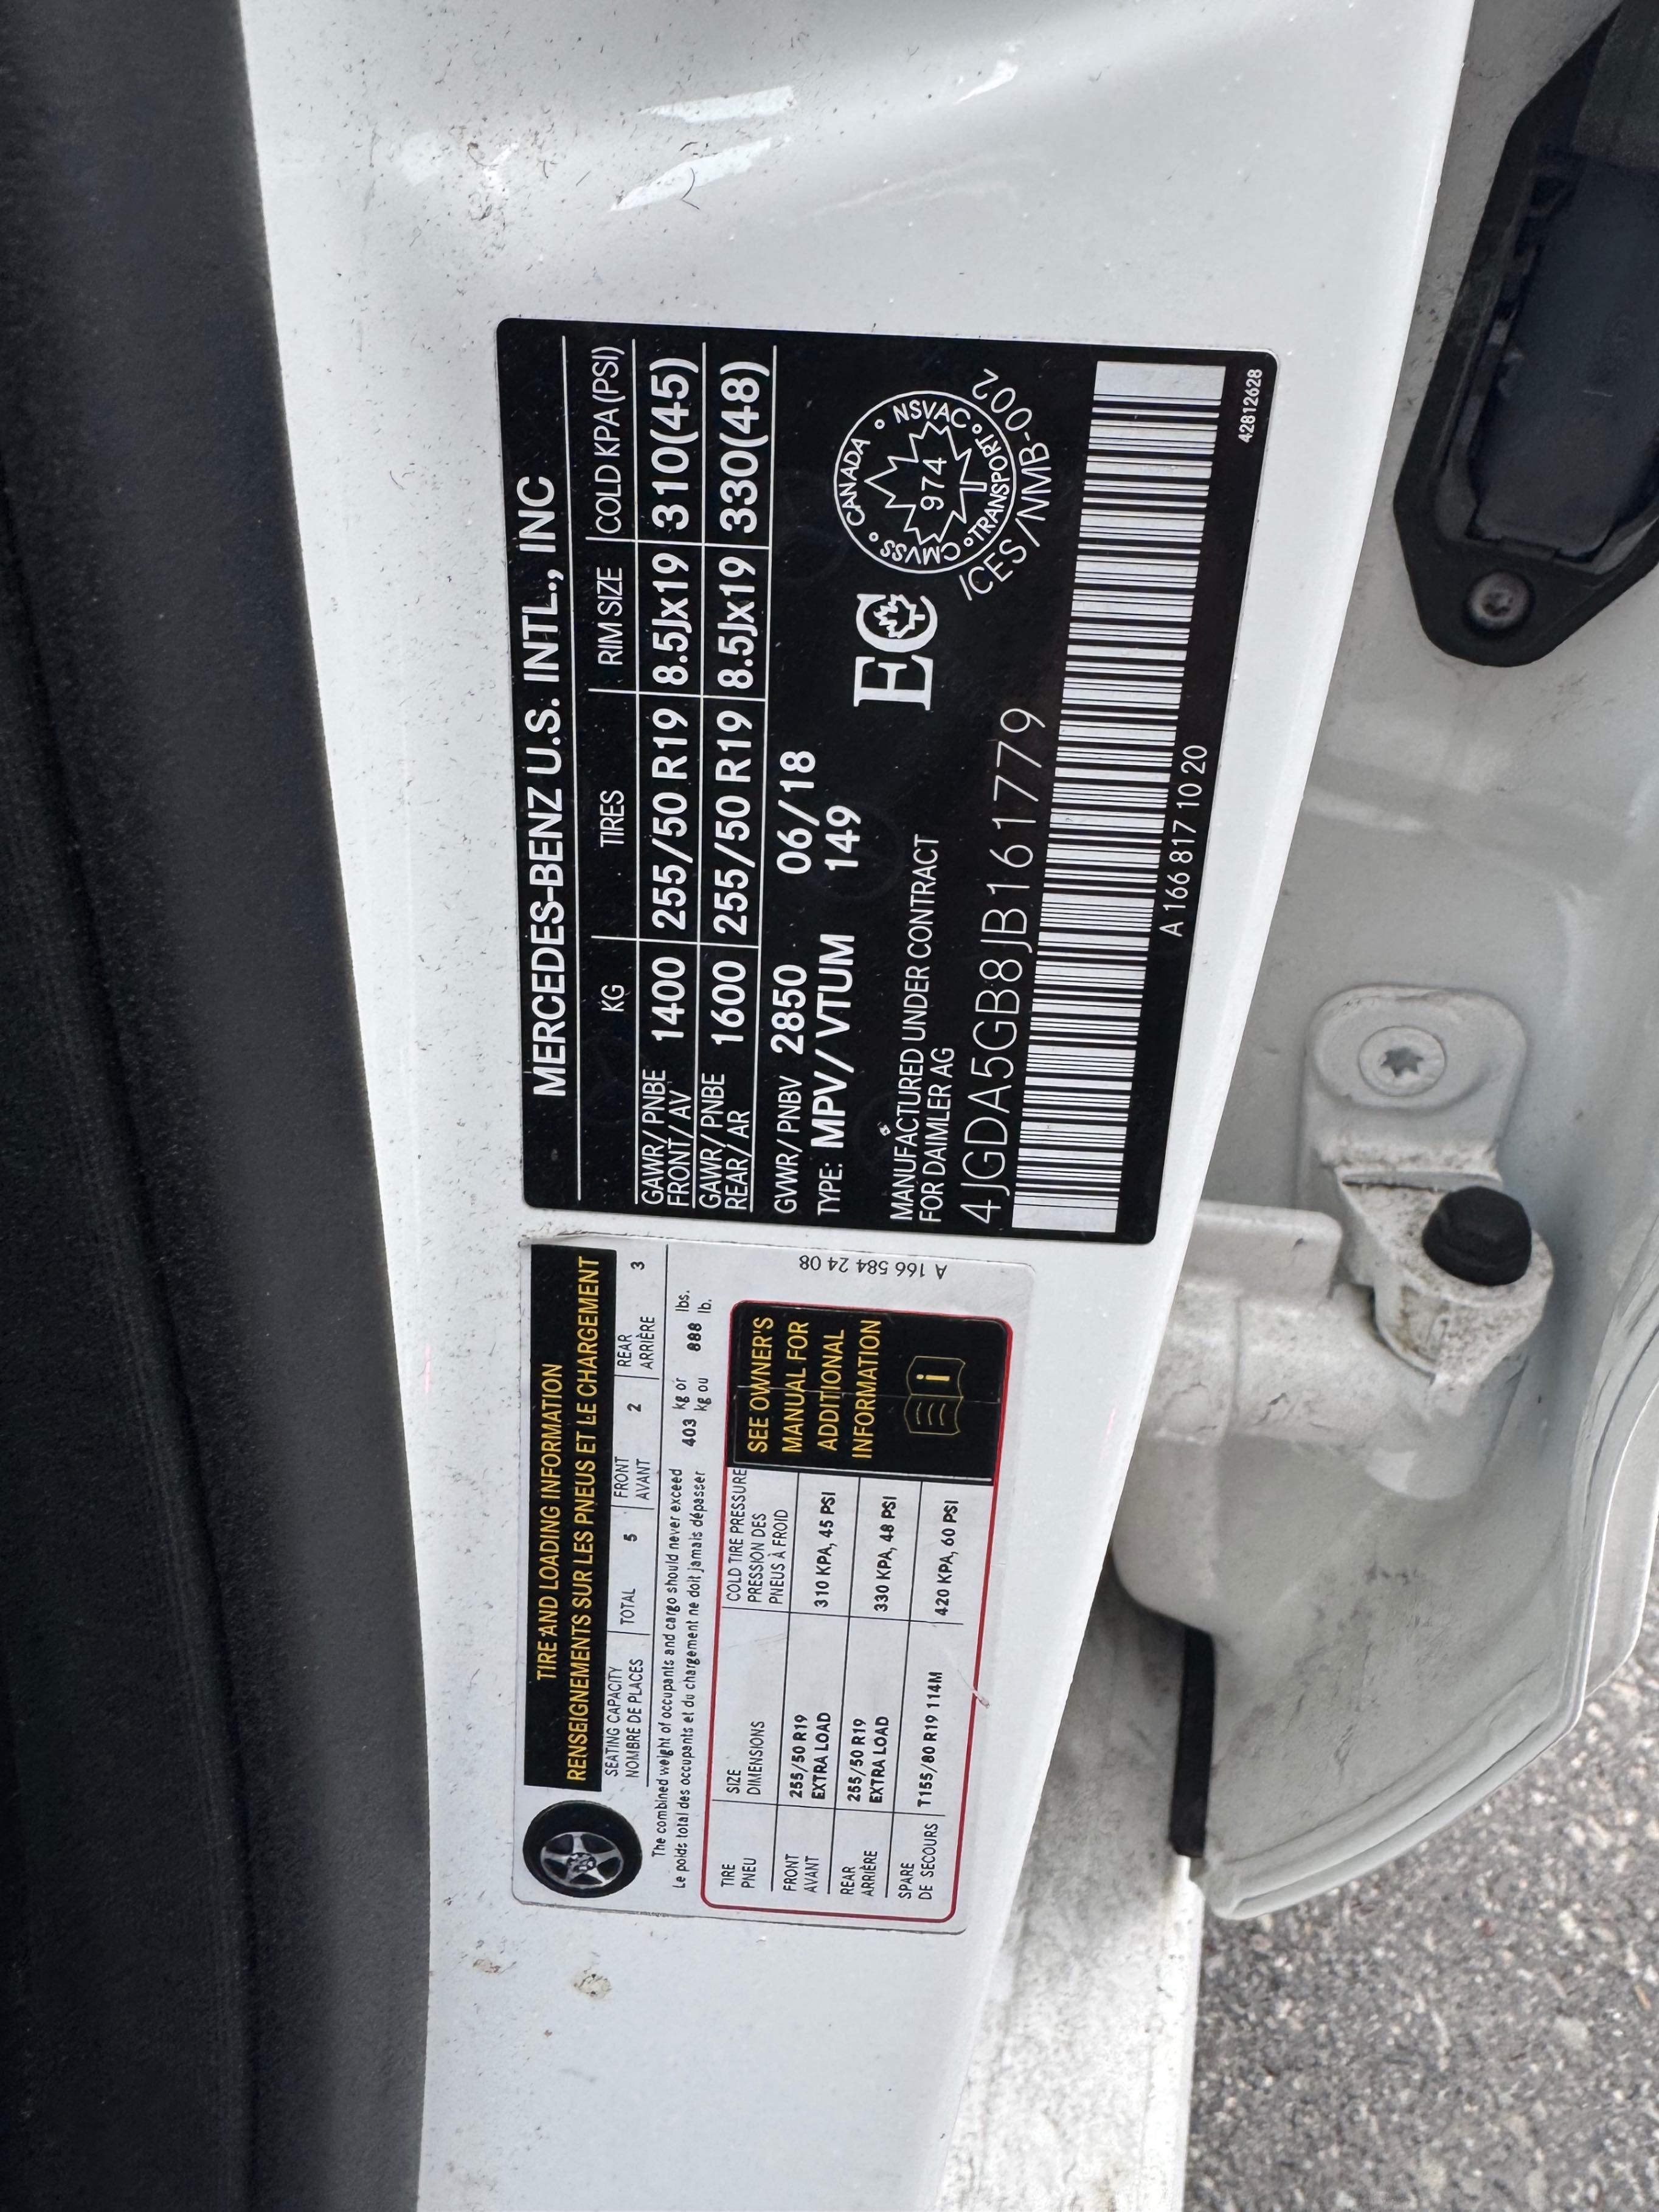 MERCEDES-BENZ U.S. INTL., INC
KG TIRES RIM SIZE COLD KPA(PSI)
GAWR/PNBE
FRONT/AV 1400 255/50 R19 8.5Jx19 310(45)
GAWR/PNBE
REAR/AR 1600 255/50 R19 8.5Jx19 330(48)
GVWR/PNBV 2850 06/18
TYPE: MPV/VTUM 149
MANUFACTURED UNDER CONTRACT
FOR DAIMLER AG
EC
CANADA • NSVAC • TRANSPORT • CMVSS •
974
ICES/NMB-002
4JGDA5GB8JB161779
A 166 817 10 20
42812628
TIRE AND LOADING INFORMATION
RENSEIGNEMENTS SUR LES PNEUS ET LE CHARGEMENT
SEATING CAPACITY
NOMBRE DE PLACES
TOTAL 5
FRONT
AVANT 2
REAR
ARRIÈRE 3
The combined weight of occupants and cargo should never exceed
Le poids total des occupants et du chargement ne doit jamais dépasser
403 kg or
kg ou 888 lbs.
lb.
TIRE
PNEU
SIZE
DIMENSIONS
COLD TIRE PRESSURE
PRESSION DES
PNEUS À FROID
FRONT
AVANT
255/50 R19
EXTRA LOAD
310 KPA, 45 PSI
REAR
ARRIÈRE
255/50 R19
EXTRA LOAD
330 KPA, 48 PSI
SPARE
DE SECOURS
T155/80 R19 114M
420 KPA, 60 PSI
SEE OWNER'S
MANUAL FOR
ADDITIONAL
INFORMATION
i
A 166 584 24 08